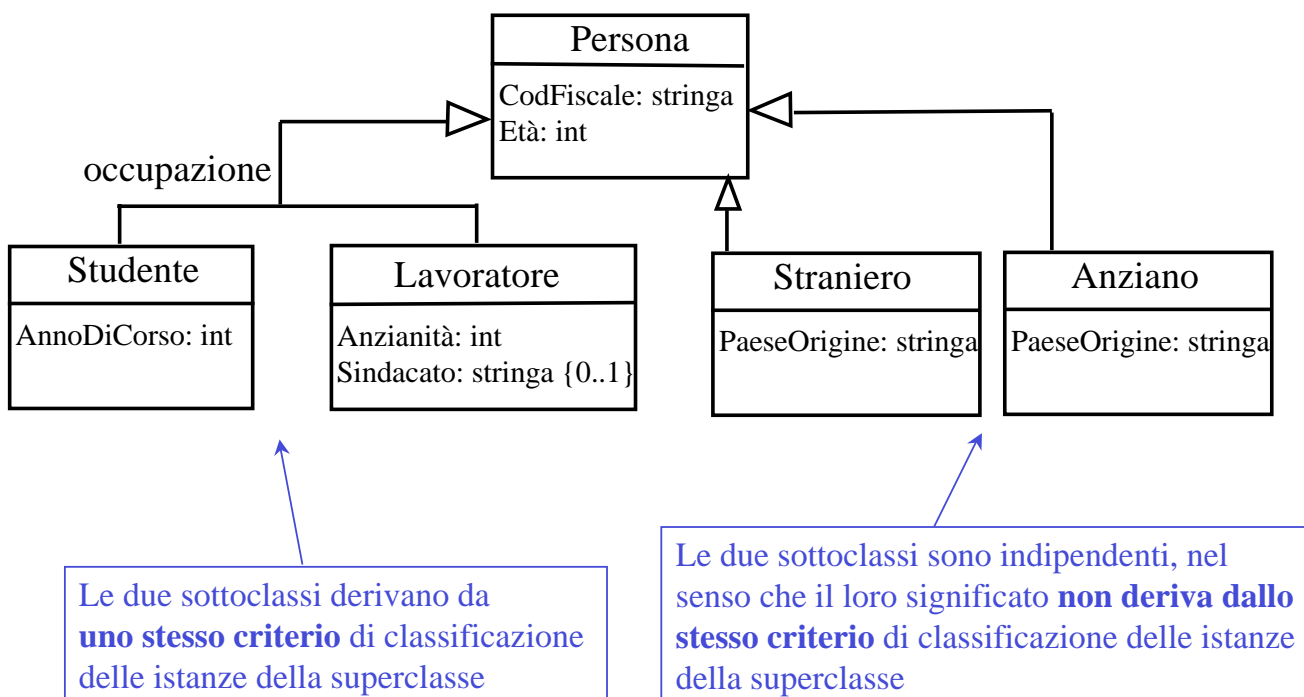 Persona
CodFiscale: stringa
Età: int
occupazione
Studente
AnnoDiCorso: int
Lavoratore
Anzianità: int
Sindacato: stringa {0..1}
Straniero
PaeseOrigine: stringa
Anziano
PaeseOrigine: stringa
Le due sottoclassi derivano da
uno stesso criterio di classificazione
delle istanze della superclasse
Le due sottoclassi sono indipendenti, nel
senso che il loro significato non deriva dallo
stesso criterio di classificazione delle istanze
della superclasse